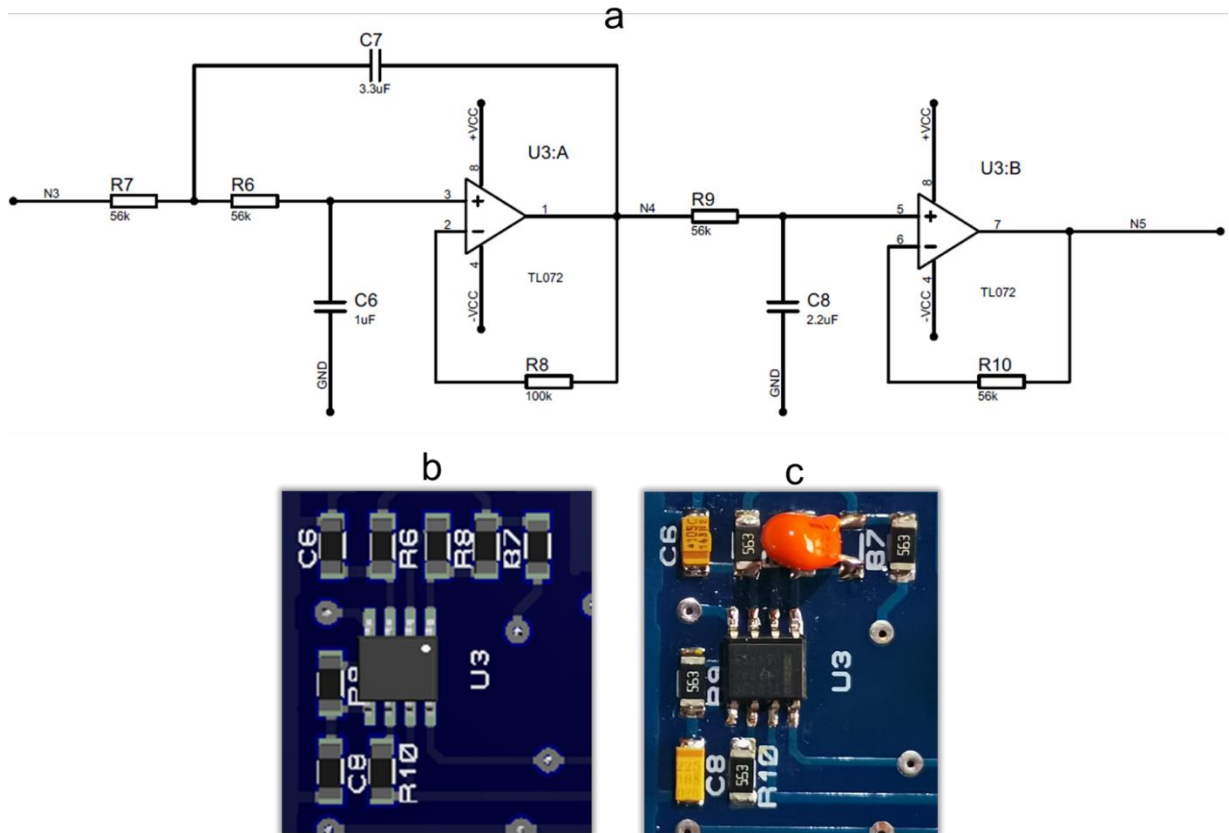 a
C7
3.3uF
+VCC
8
U3:A
+VCC
8
U3:B
N3
R7
56k
R6
56k
3
2
1
4
-VCC
TL072
N4
R9
56k
5
6
7
4
-VCC
TL072
N5
C6
1uF
GND
R8
100k
C8
2.2uF
GND
R10
56k
b
c
C6
R6
R8
U3
C8
R10
C6
563
563
U3
563
C8
563
R10